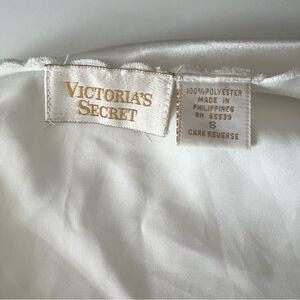 VICTORIA'S
SECRET
100% POLYESTER
MADE IN
PHILIPPINES
RN 65539
S
CARE REVERSE